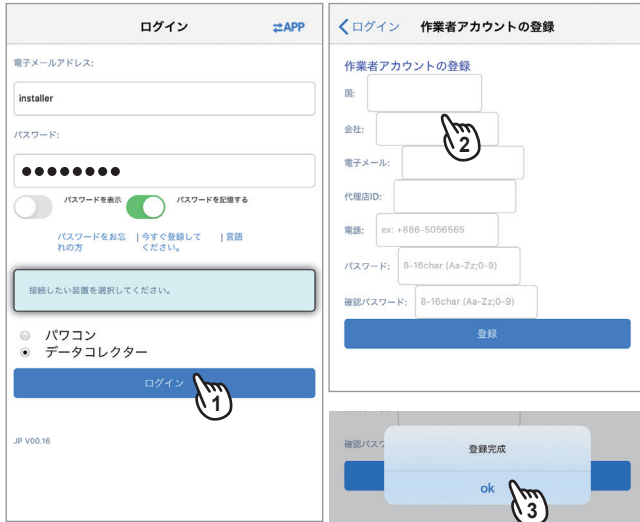 ログイン
⇄APP
電子メールアドレス:
installer
パスワード:
●●●●●●●●
パスワードを表示
パスワードを記憶する
パスワードをお忘
れの方
|今すぐ登録して
ください。
|言語
接続したい装置を選択してください。
パワコン
データコレクター
ログイン
1
JP V00.16
ログイン
作業者アカウントの登録
作業者アカウントの登録
国:
会社:
2
電子メール:
代理店ID:
電話:
ex: +886-5056565
パスワード:
8-16char (Aa-Zz;0-9)
確認パスワード:
8-16char (Aa-Zz;0-9)
登録
確認パスワ
登録完成
ok
3